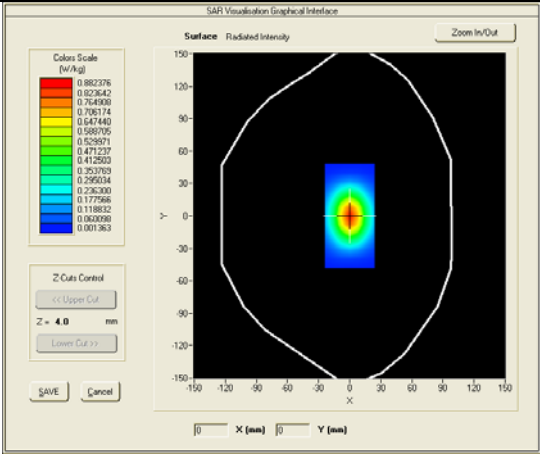 SAR Visualisation Graphical Interface
Surface Radiated Intensity
Zoom In/Out
Colors Scale
(W/kg)
0.882376
0.823642
0.764908
0.706174
0.647440
0.588705
0.529971
0.471237
0.412503
0.353769
0.295034
0.236300
0.177566
0.118832
0.060098
0.001363
Z-Cuts Control
<< Upper Cut
Z = 4.0 mm
Lower Cut >>
SAVE Cancel
150
120
90
60
30
0
-30
-60
-90
-120
-150
Y
-150 -120 -90 -60 -30 0 30 60 90 120 150
X
0 X (mm) 0 Y (mm)